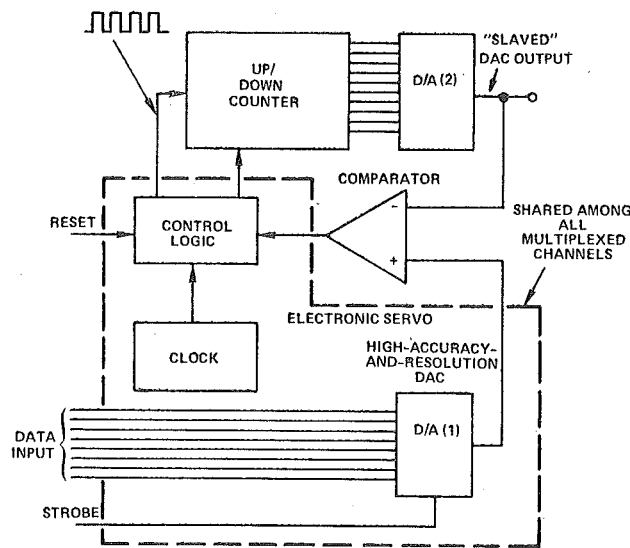 "SLAVED"
DAC OUTPUT
UP/
DOWN
COUNTER
D/A (2)
COMPARATOR
–
+
SHARED AMONG
ALL
MULTIPLEXED
CHANNELS
RESET
CONTROL
LOGIC
ELECTRONIC SERVO
CLOCK
HIGH-ACCURACY-
AND-RESOLUTION
DAC
D/A (1)
DATA
INPUT
STROBE